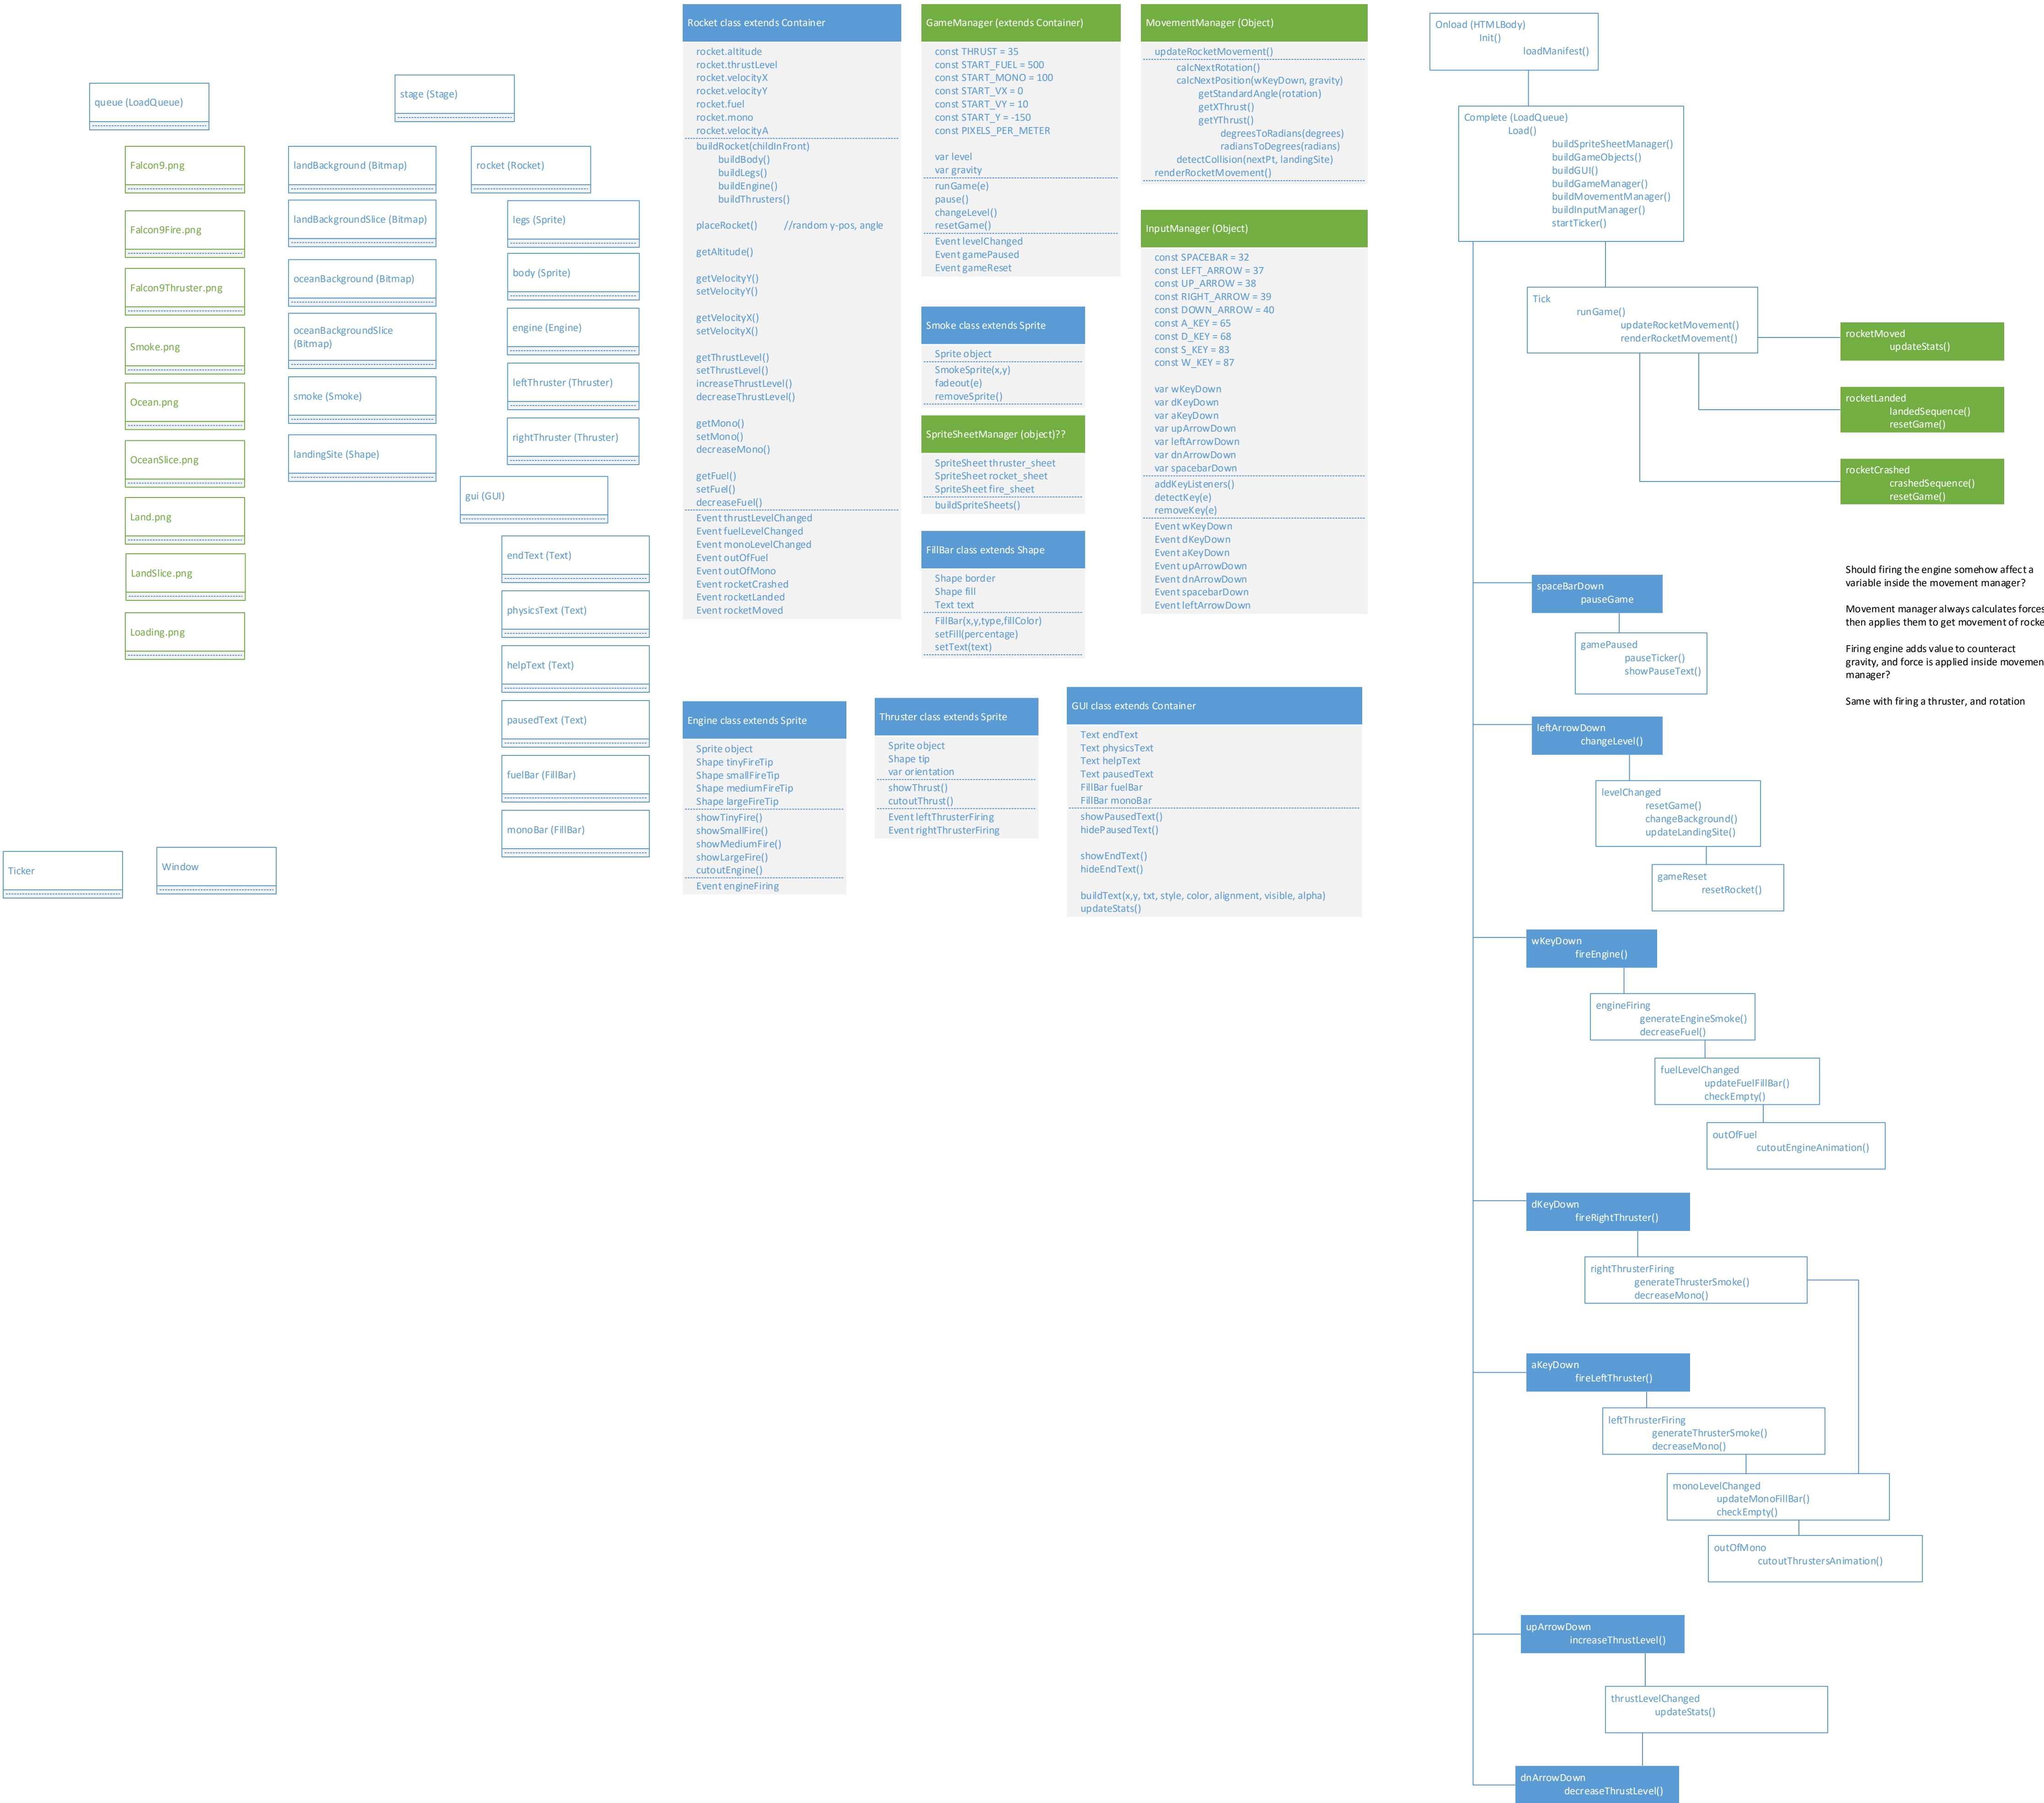 queue (LoadQueue)
Falcon9.png
Falcon9Fire.png
Falcon9Thruster.png
Smoke.png
Ocean.png
OceanSlice.png
Land.png
LandSlice.png
Loading.png
Ticker
Window
stage (Stage)
landBackground (Bitmap)
landBackgroundSlice (Bitmap)
oceanBackground (Bitmap)
oceanBackgroundSlice
(Bitmap)
smoke (Smoke)
landingSite (Shape)
rocket (Rocket)
legs (Sprite)
body (Sprite)
engine (Engine)
leftThruster (Thruster)
rightThruster (Thruster)
gui (GUI)
endText (Text)
physicsText (Text)
helpText (Text)
pausedText (Text)
fuelBar (FillBar)
monoBar (FillBar)
Rocket class extends Container
rocket.altitude
rocket.thrustLevel
rocket.velocityX
rocket.velocityY
rocket.fuel
rocket.mono
rocket.velocityA
buildRocket(childInFront)
buildBody()
buildLegs()
buildEngine()
buildThrusters()
placeRocket() //random y-pos, angle
getAltitude()
getVelocityY()
setVelocityY()
getVelocityX()
setVelocityX()
getThrustLevel()
setThrustLevel()
increaseThrustLevel()
decreaseThrustLevel()
getMono()
setMono()
decreaseMono()
getFuel()
setFuel()
decreaseFuel()
Event thrustLevelChanged
Event fuelLevelChanged
Event monoLevelChanged
Event outOfFuel
Event outOfMono
Event rocketCrashed
Event rocketLanded
Event rocketMoved
GameManager (extends Container)
const THRUST = 35
const START_FUEL = 500
const START_MONO = 100
const START_VX = 0
const START_VY = 10
const START_Y = -150
const PIXELS_PER_METER
var level
var gravity
runGame(e)
pause()
changeLevel()
resetGame()
Event levelChanged
Event gamePaused
Event gameReset
Smoke class extends Sprite
Sprite object
SmokeSprite(x,y)
fadeout(e)
removeSprite()
SpriteSheetManager (object)??
SpriteSheet thruster_sheet
SpriteSheet rocket_sheet
SpriteSheet fire_sheet
buildSpriteSheets()
FillBar class extends Shape
Shape border
Shape fill
Text text
FillBar(x,y,type,fillColor)
setFill(percentage)
setText(text)
MovementManager (Object)
updateRocketMovement()
calcNextRotation()
calcNextPosition(wKeyDown, gravity)
getStandardAngle(rotation)
getXThrust()
getYThrust()
degreesToRadians(degrees)
radiansToDegrees(radians)
detectCollision(nextPt, landingSite)
renderRocketMovement()
InputManager (Object)
const SPACEBAR = 32
const LEFT_ARROW = 37
const UP_ARROW = 38
const RIGHT_ARROW = 39
const DOWN_ARROW = 40
const A_KEY = 65
const D_KEY = 68
const S_KEY = 83
const W_KEY = 87
var wKeyDown
var dKeyDown
var aKeyDown
var upArrowDown
var leftArrowDown
var dnArrowDown
var spacebarDown
addKeyListeners()
detectKey(e)
removeKey(e)
Event wKeyDown
Event dKeyDown
Event aKeyDown
Event upArrowDown
Event dnArrowDown
Event spacebarDown
Event leftArrowDown
Engine class extends Sprite
Sprite object
Shape tinyFireTip
Shape smallFireTip
Shape mediumFireTip
Shape largeFireTip
showTinyFire()
showSmallFire()
showMediumFire()
showLargeFire()
cutoutEngine()
Event engineFiring
Thruster class extends Sprite
Sprite object
Shape tip
var orientation
showThrust()
cutoutThrust()
Event leftThrusterFiring
Event rightThrusterFiring
GUI class extends Container
Text endText
Text physicsText
Text helpText
Text pausedText
FillBar fuelBar
FillBar monoBar
showPausedText()
hidePausedText()
showEndText()
hideEndText()
buildText(x,y, txt, style, color, alignment, visible, alpha)
updateStats()
Onload (HTMLBody)
Init()
loadManifest()
Complete (LoadQueue)
Load()
buildSpriteSheetManager()
buildGameObjects()
buildGUI()
buildGameManager()
buildMovementManager()
buildInputManager()
startTicker()
Tick
runGame()
updateRocketMovement()
renderRocketMovement()
rocketMoved
updateStats()
rocketLanded
landedSequence()
resetGame()
rocketCrashed
crashedSequence()
resetGame()
Should firing the engine somehow affect a
variable inside the movement manager?
Movement manager always calculates forces
then applies them to get movement of
Firing engine adds value to counteract
gravity, and force is applied inside
manager?
Same with firing a thruster, and rotation
spaceBarDown
pauseGame
gamePaused
pauseTicker()
showPauseText()
leftArrowDown
changeLevel()
levelChanged
resetGame()
changeBackground()
updateLandingSite()
gameReset
resetRocket()
wKeyDown
fireEngine()
engineFiring
generateEngineSmoke()
decreaseFuel()
fuelLevelChanged
updateFuelFillBar()
checkEmpty()
outOfFuel
cutoutEngineAnimation()
dKeyDown
fireRightThruster()
rightThrusterFiring
generateThrusterSmoke()
decreaseMono()
aKeyDown
fireLeftThruster()
leftThrusterFiring
generateThrusterSmoke()
decreaseMono()
monoLevelChanged
updateMonoFillBar()
checkEmpty()
outOfMono
cutoutThrustersAnimation()
upArrowDown
increaseThrustLevel()
thrustLevelChanged
updateStats()
dnArrowDown
decreaseThrustLevel()